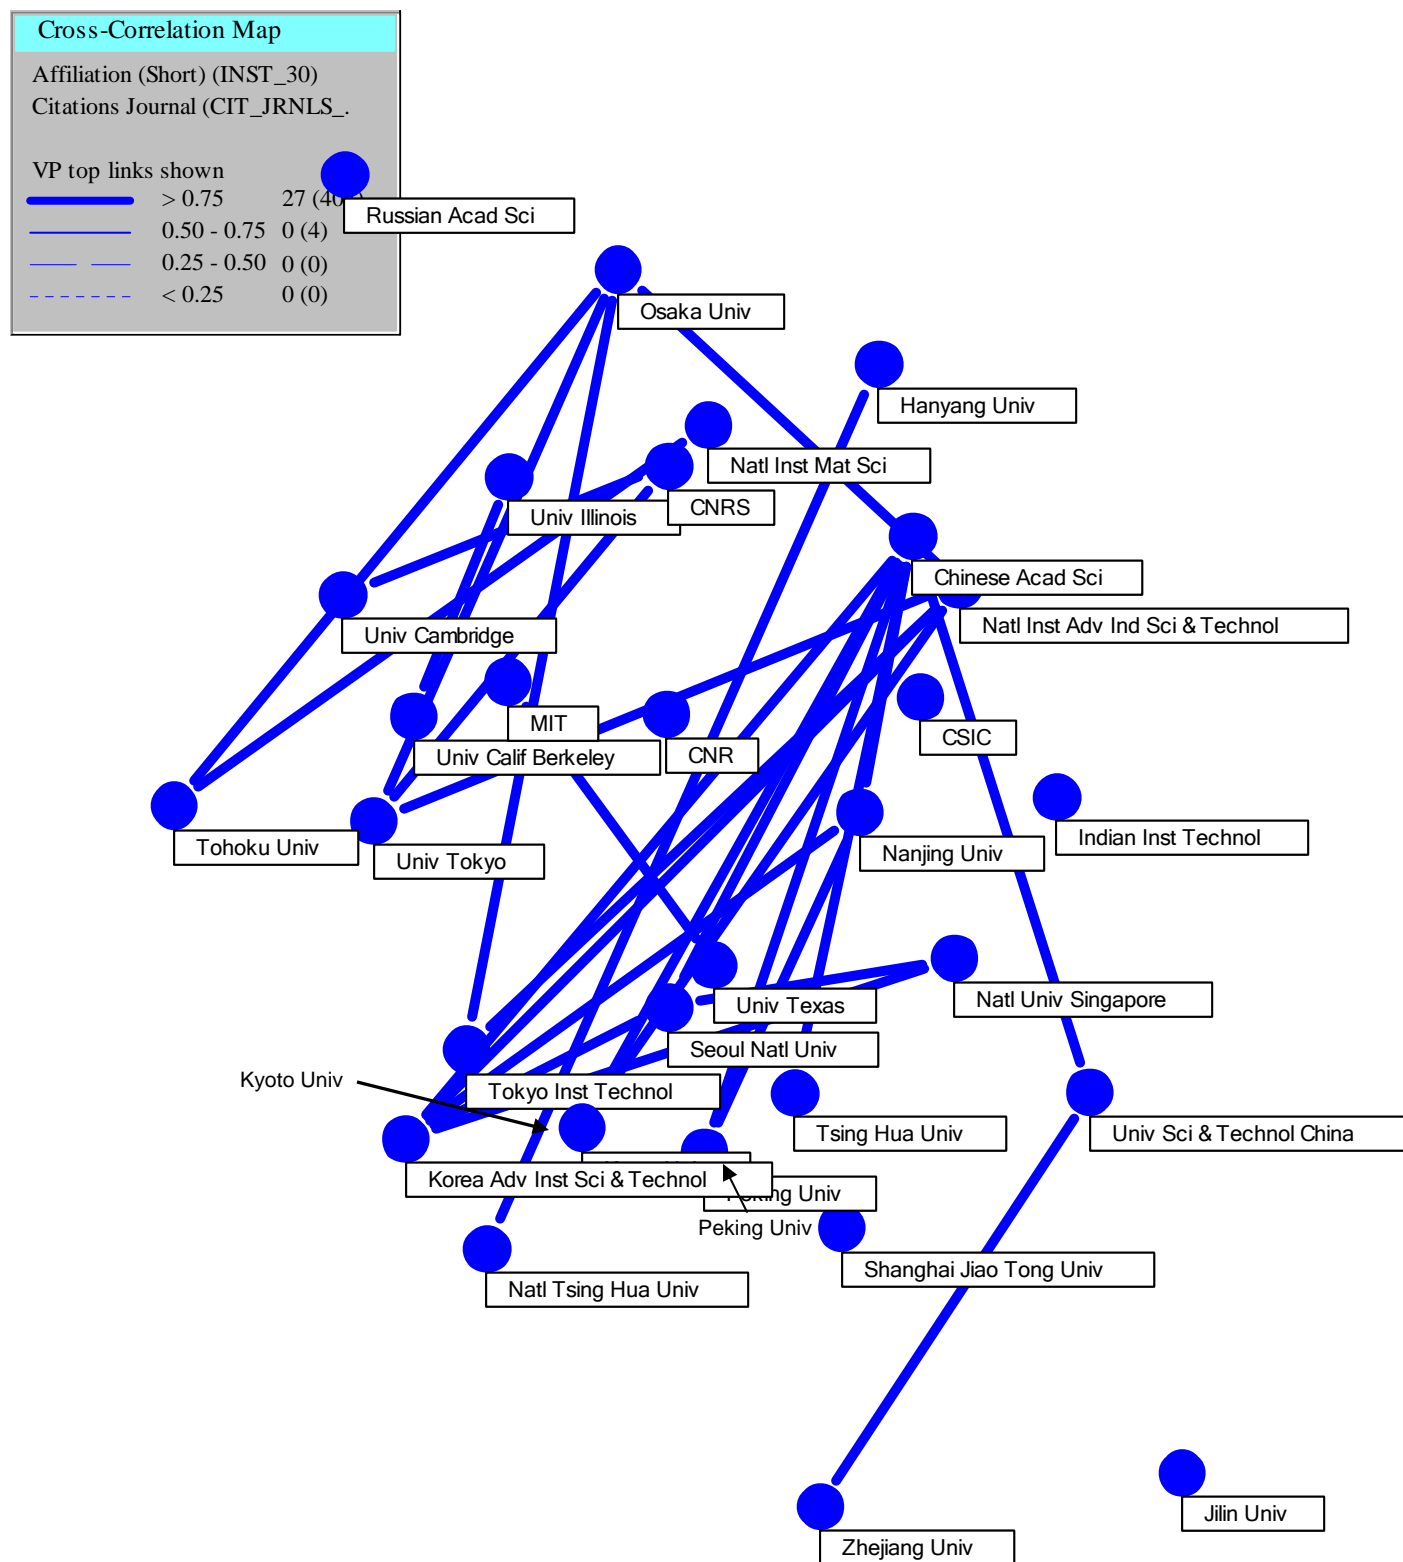 Cross-Correlation Map
Affiliation (Short) (INST_30)
Citations Journal (CIT_JRNLS_.
VP top links shown
> 0.75 27 (40
0.50 - 0.75 0 (4)
0.25 - 0.50 0 (0)
< 0.25 0 (0)
Russian Acad Sci
Osaka Univ
Hanyang Univ
Natl Inst Mat Sci
CNRS
Univ Illinois
Chinese Acad Sci
Natl Inst Adv Ind Sci & Technol
Univ Cambridge
MIT
CSIC
Univ Calif Berkeley
CNR
Tohoku Univ
Univ Tokyo
Nanjing Univ
Indian Inst Technol
Univ Texas
Natl Univ Singapore
Seoul Natl Univ
Kyoto Univ
Tokyo Inst Technol
Tsing Hua Univ
Univ Sci & Technol China
Korea Adv Inst Sci & Technol
Peking Univ
Peking Univ
Shanghai Jiao Tong Univ
Natl Tsing Hua Univ
Jilin Univ
Zhejiang Univ